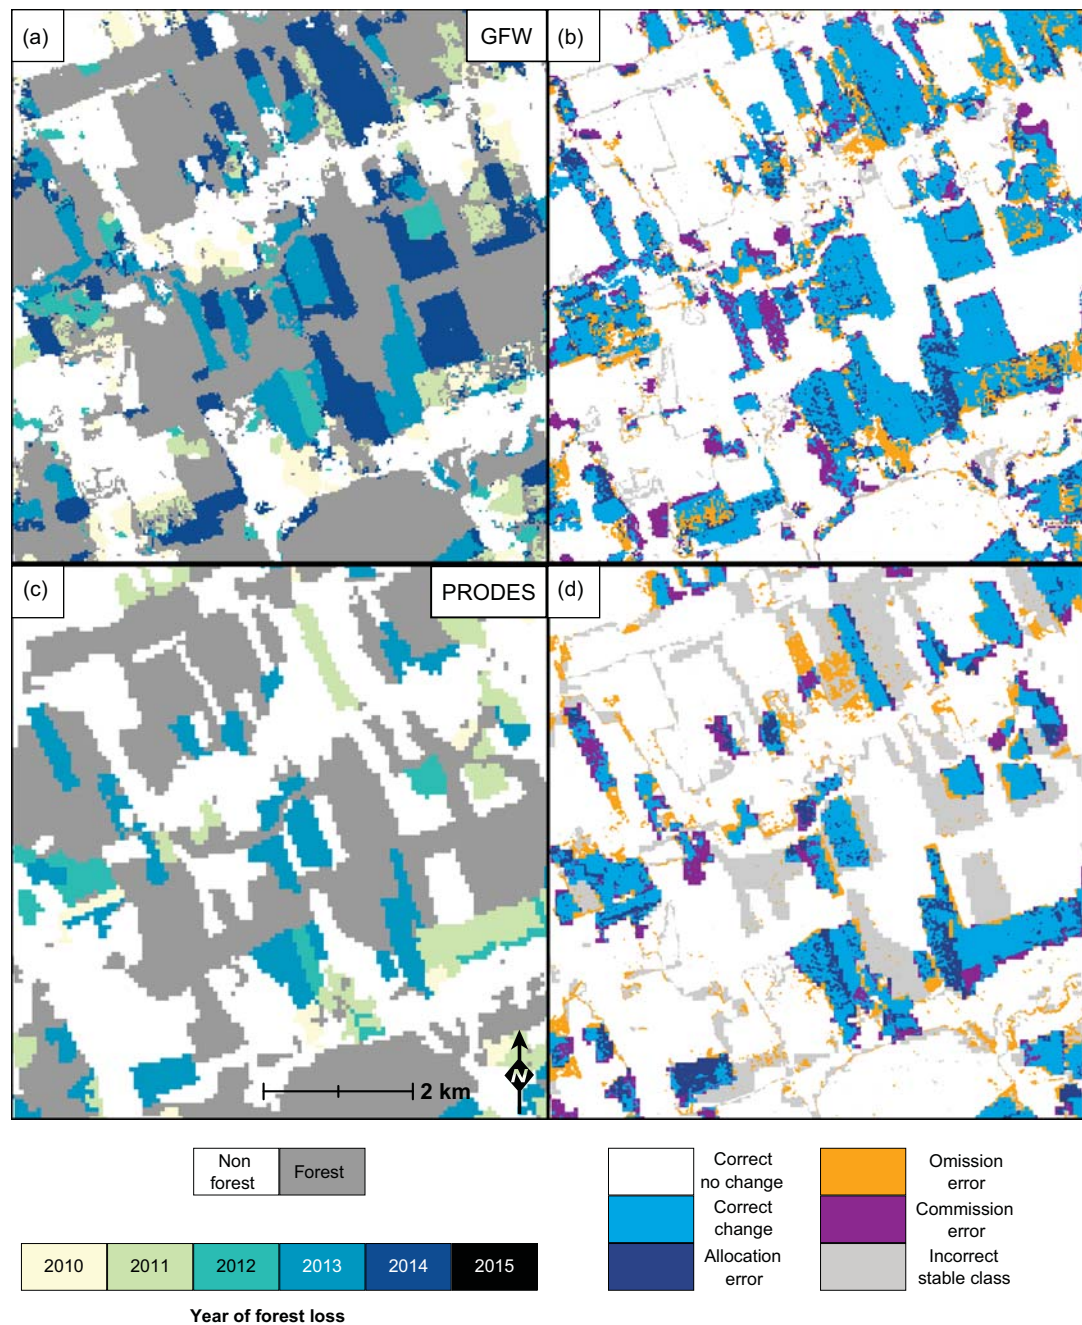 (a)
GFW
(b)
(c)
PRODES
(d)
N
2 km
Non
forest
Forest
2010
2011
2012
2013
2014
2015
Year of forest loss
Correct
no change
Correct
change
Allocation
error
Omission
error
Commission
error
Incorrect
stable class